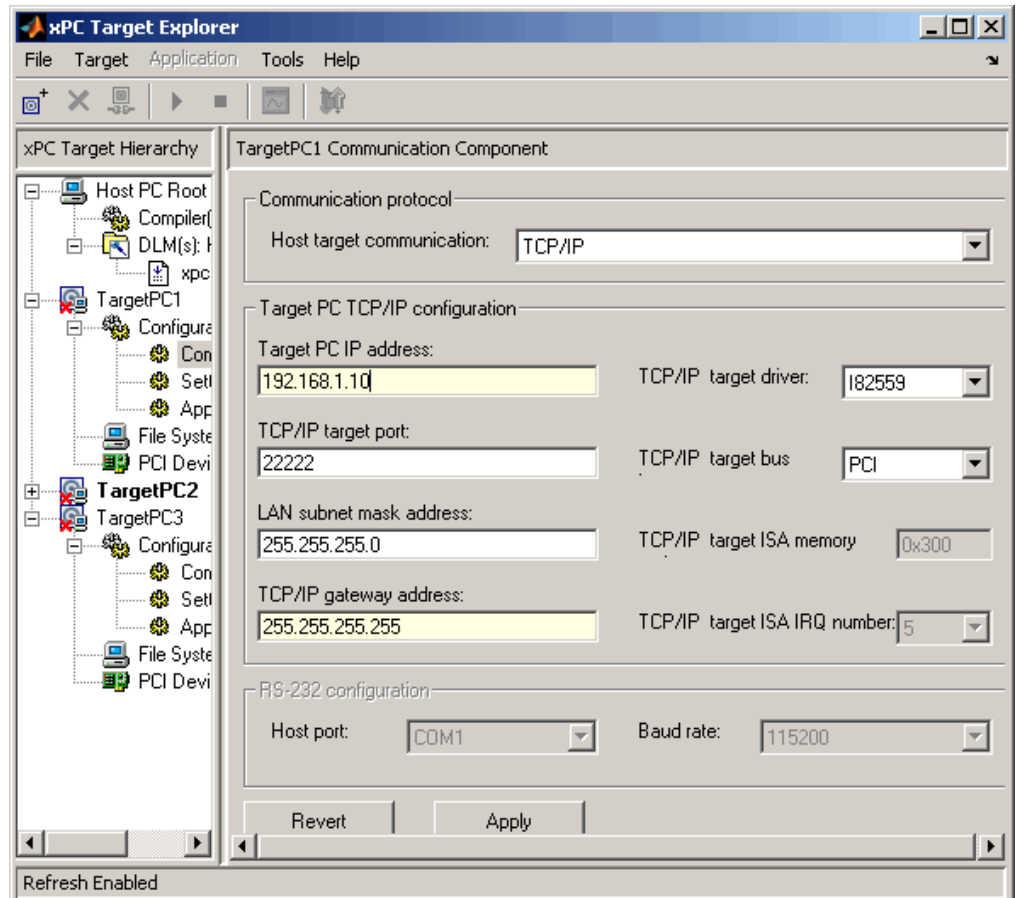 xPC Target Explorer
File Target Application Tools Help
xPC Target Hierarchy
Host PC Root
Compiler(
DLM(s):
xpc
TargetPC1
Configura
Con
Sett
App
File Syste
PCI Devi
TargetPC2
TargetPC3
Configura
Con
Sett
App
File Syste
PCI Devi
TargetPC1 Communication Component
Communication protocol
Host target communication: TCP/IP
Target PC TCP/IP configuration
Target PC IP address:
192.168.1.10
TCP/IP target driver: I82559
TCP/IP target port:
22222
TCP/IP target bus PCI
LAN subnet mask address:
255.255.255.0
TCP/IP target ISA memory 0x300
TCP/IP gateway address:
255.255.255.255
TCP/IP target ISA IRQ number: 5
RS-232 configuration
Host port: COM1 Baud rate: 115200
Revert Apply
Refresh Enabled